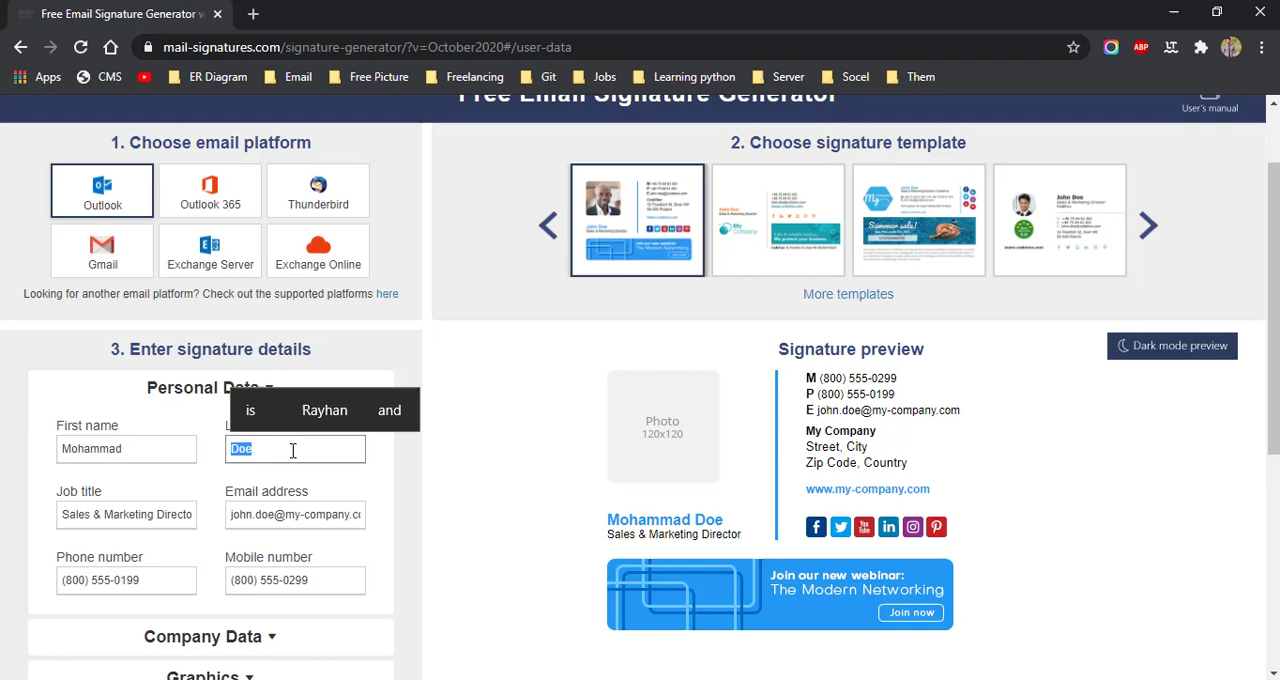 Free Email Signature Generator
mail-signatures.com/signature-generator/?v=October2020#/user-data
ABP
Apps
CMS
ER Diagram
Email
Free Picture
Freelancing
Git
Jobs
Learning python
Server
Socel
Them
Free Email Signature Generator
User's manual
1. Choose email platform
Outlook
Outlook 365
Thunderbird
Gmail
Exchange Server
Exchange Online
Looking for another email platform? Check out the supported platforms here
2. Choose signature template
More templates
3. Enter signature details
Personal Data
is Rayhan and
First name
Mohammad
Doe
Job title
Email address
Sales & Marketing Directo
john.doe@my-company.cc
Phone number
Mobile number
(800) 555-0199
(800) 555-0299
Company Data
Graphics
Signature preview
Dark mode preview
Photo
120x120
M (800) 555-0299
P (800) 555-0199
E john.doe@my-company.com
My Company
Street, City
Zip Code, Country
www.my-company.com
Mohammad Doe
Sales & Marketing Director
Join our new webinar:
The Modern Networking
Join now